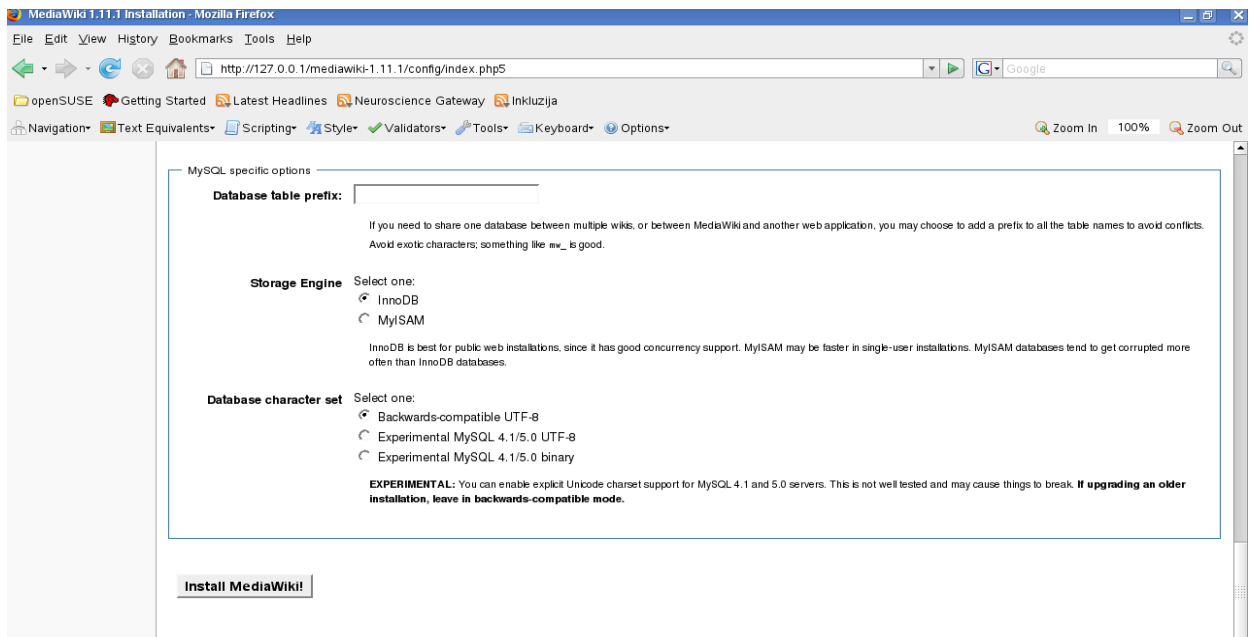 MediaWiki 1.11.1 Installation - Mozilla Firefox
File Edit View History Bookmarks Tools Help
http://127.0.0.1/mediawiki-1.11.1/config/index.php5 G Google
openSUSE Getting Started Latest Headlines Neuroscience Gateway Inkluzija
Navigation Text Equivalents Scripting Style Validators Tools Keyboard Options Zoom In 100% Zoom Out
MySQL specific options
Database table prefix:
If you need to share one database between multiple wikis, or between MediaWiki and another web application, you may choose to add a prefix to all the table names to avoid conflicts.
Avoid exotic characters; something like mw_ is good.
Storage Engine Select one:
InnoDB
MyISAM
InnoDB is best for public web installations, since it has good concurrency support. MyISAM may be faster in single-user installations. MyISAM databases tend to get corrupted more
often than InnoDB databases.
Database character set Select one:
Backwards-compatible UTF-8
Experimental MySQL 4.1/5.0 UTF-8
Experimental MySQL 4.1/5.0 binary
EXPERIMENTAL: You can enable explicit Unicode charset support for MySQL 4.1 and 5.0 servers. This is not well tested and may cause things to break. If upgrading an older
installation, leave in backwards-compatible mode.
Install MediaWiki!